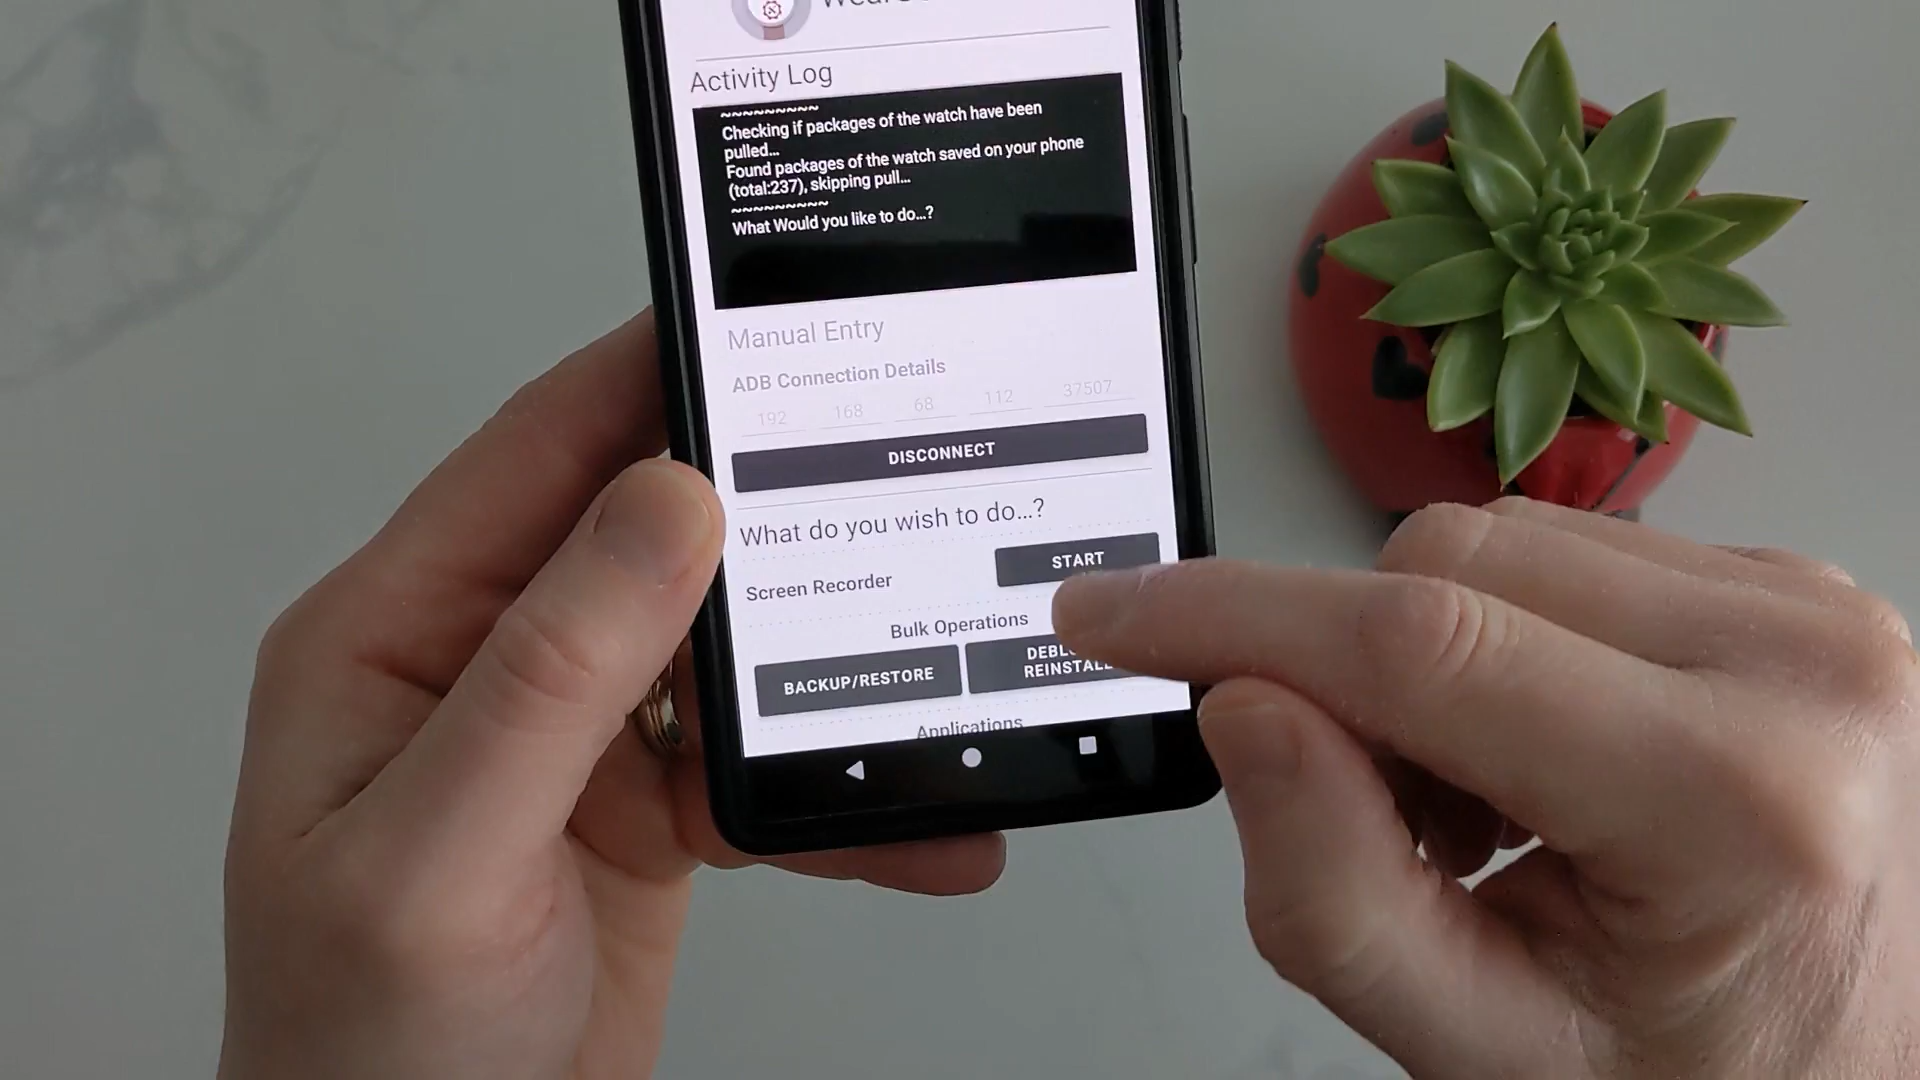 Activity Log
~~~~~~~~~
Checking if packages of the watch have been
pulled...
Found packages of the watch saved on your phone
(total:237), skipping pull...
~~~~~~~~~
What Would you like to do...?
Manual Entry
ADB Connection Details
192 168 68 112 37507
DISCONNECT
What do you wish to do...?
START
Screen Recorder
Bulk Operations
BACKUP/RESTORE
REINSTALL
Applications